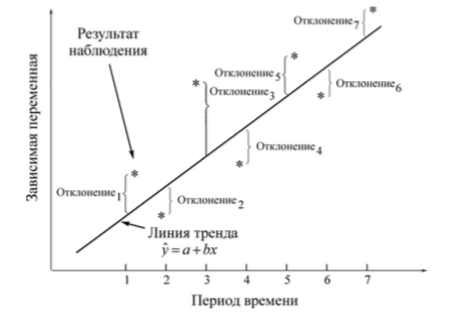 Результат
наблюдения
Отклонение7
Отклонение5
Отклонение3
Отклонение6
Отклонение4
Отклонение1
Отклонение2
Линия тренда
ŷ = a + bx
Зависимая переменная
1 2 3 4 5 6 7
Период времени